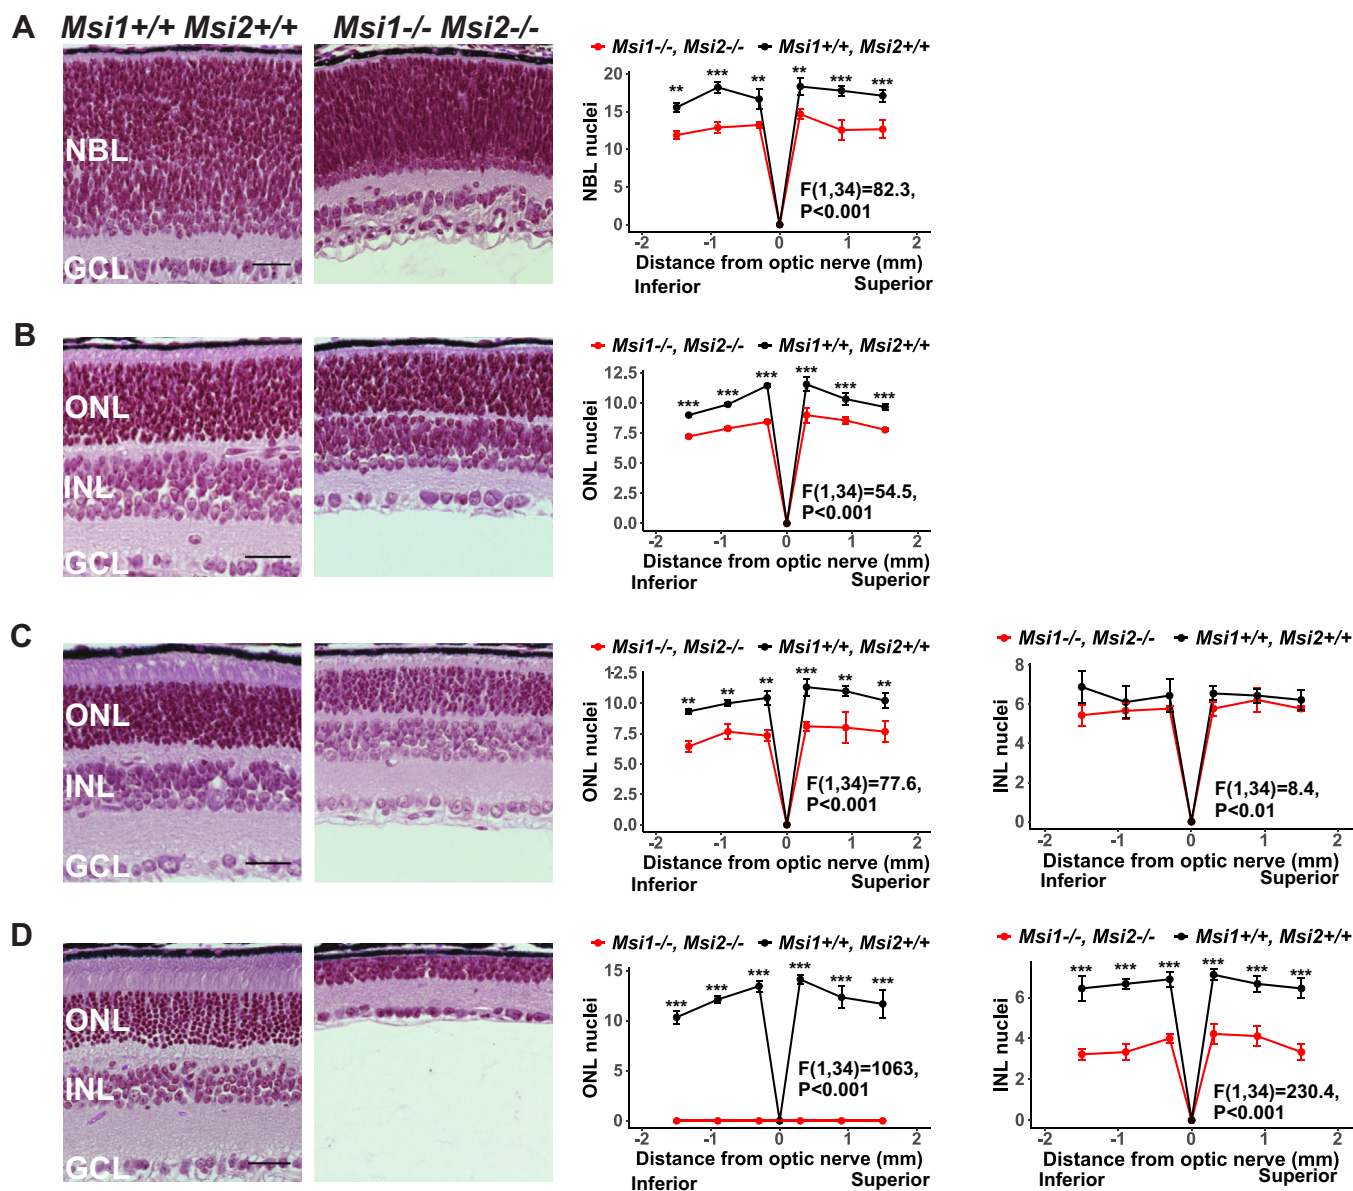 A
Msi1+/+ Msi2+/+
Msi1-/- Msi2-/-
NBL
GCL
Msi1-/-, Msi2-/-
Msi1+/+, Msi2+/+
NBL nuclei
20
15
10
5
0
** *** ** ** *** ***
F(1,34)=82.3,
P<0.001
-2 -1 0 1 2
Distance from optic nerve (mm)
Inferior
Superior
B
ONL
INL
GCL
Msi1-/-, Msi2-/-
Msi1+/+, Msi2+/+
ONL nuclei
12.5
10.0
7.5
5.0
2.5
0.0
*** *** *** *** *** ***
F(1,34)=54.5,
P<0.001
-2 -1 0 1 2
Distance from optic nerve (mm)
Inferior
Superior
C
ONL
INL
GCL
Msi1-/-, Msi2-/-
Msi1+/+, Msi2+/+
ONL nuclei
12.5
10.0
7.5
5.0
2.5
0.0
** ** ** *** ** **
F(1,34)=77.6,
P<0.001
-2 -1 0 1 2
Distance from optic nerve (mm)
Inferior
Superior
Msi1-/-, Msi2-/-
Msi1+/+, Msi2+/+
INL nuclei
8
6
4
2
0
F(1,34)=8.4,
P<0.01
-2 -1 0 1 2
Distance from optic nerve (mm)
Inferior
Superior
D
ONL
INL
GCL
Msi1-/-, Msi2-/-
Msi1+/+, Msi2+/+
ONL nuclei
15
10
5
0
*** *** *** *** *** ***
F(1,34)=1063,
P<0.001
-2 -1 0 1 2
Distance from optic nerve (mm)
Inferior
Superior
Msi1-/-, Msi2-/-
Msi1+/+, Msi2+/+
INL nuclei
6
4
2
0
*** *** *** *** *** ***
F(1,34)=230.4,
P<0.001
-2 -1 0 1 2
Distance from optic nerve (mm)
Inferior
Superior